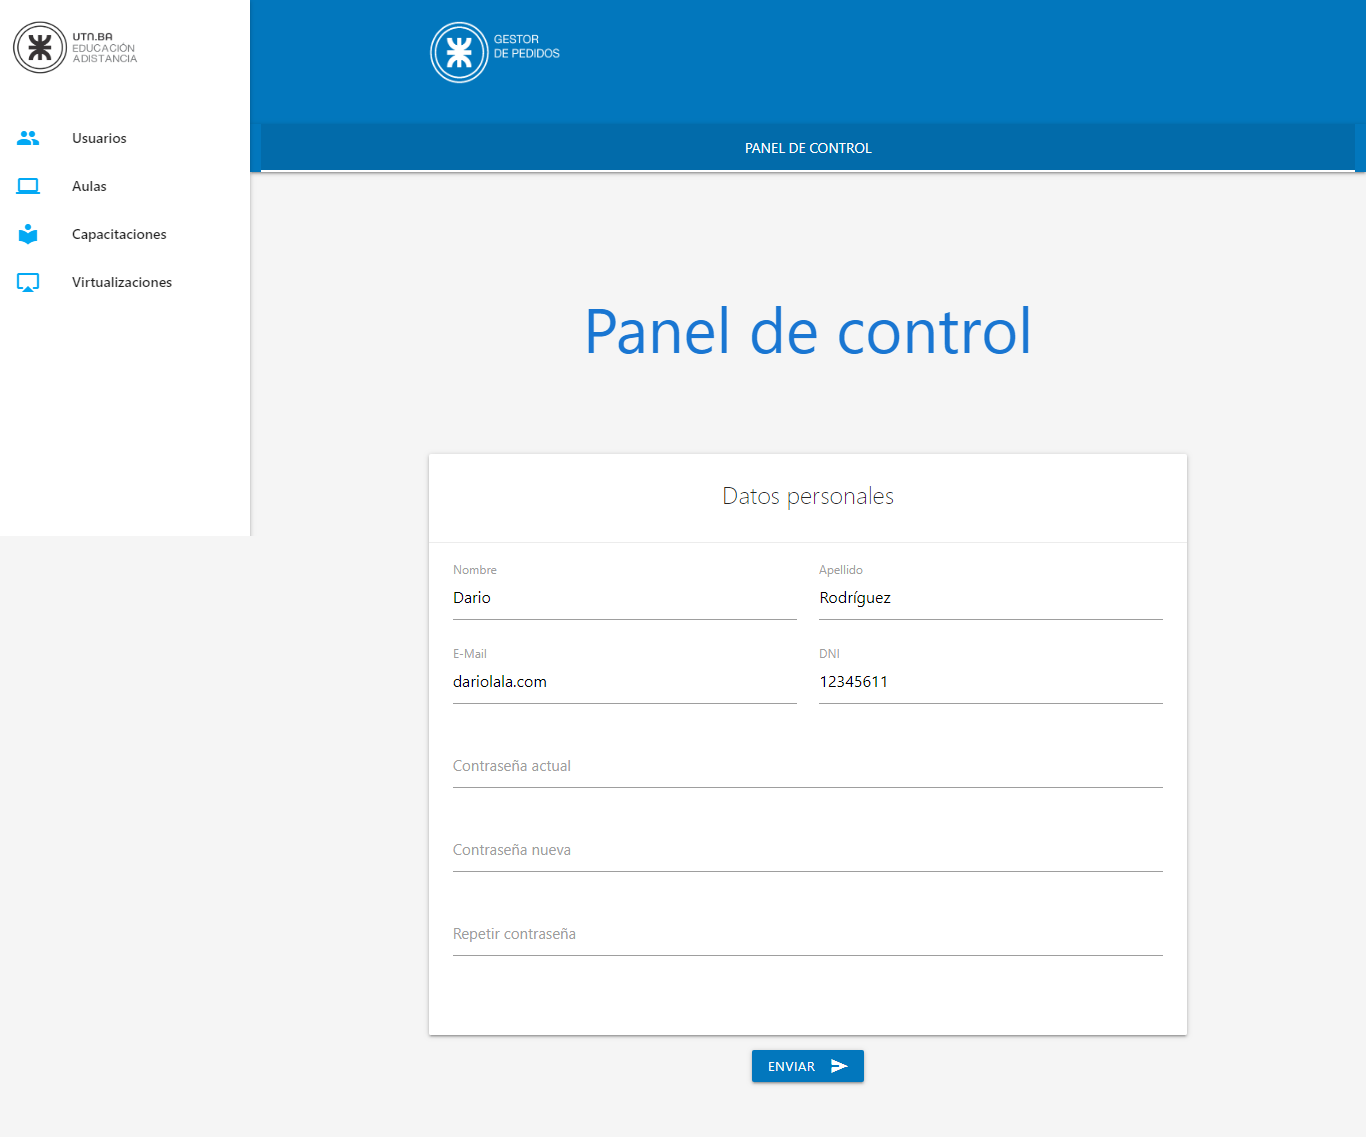 UTN.BA
EDUCACIÓN
ADISTANCIA
Usuarios
Aulas
Capacitaciones
Virtualizaciones
GESTOR
DE PEDIDOS
PANEL DE CONTROL
Panel de control
Datos personales
Nombre
Dario
Apellido
Rodríguez
E-Mail
dariolala.com
DNI
12345611
Contraseña actual
Contraseña nueva
Repetir contraseña
ENVIAR